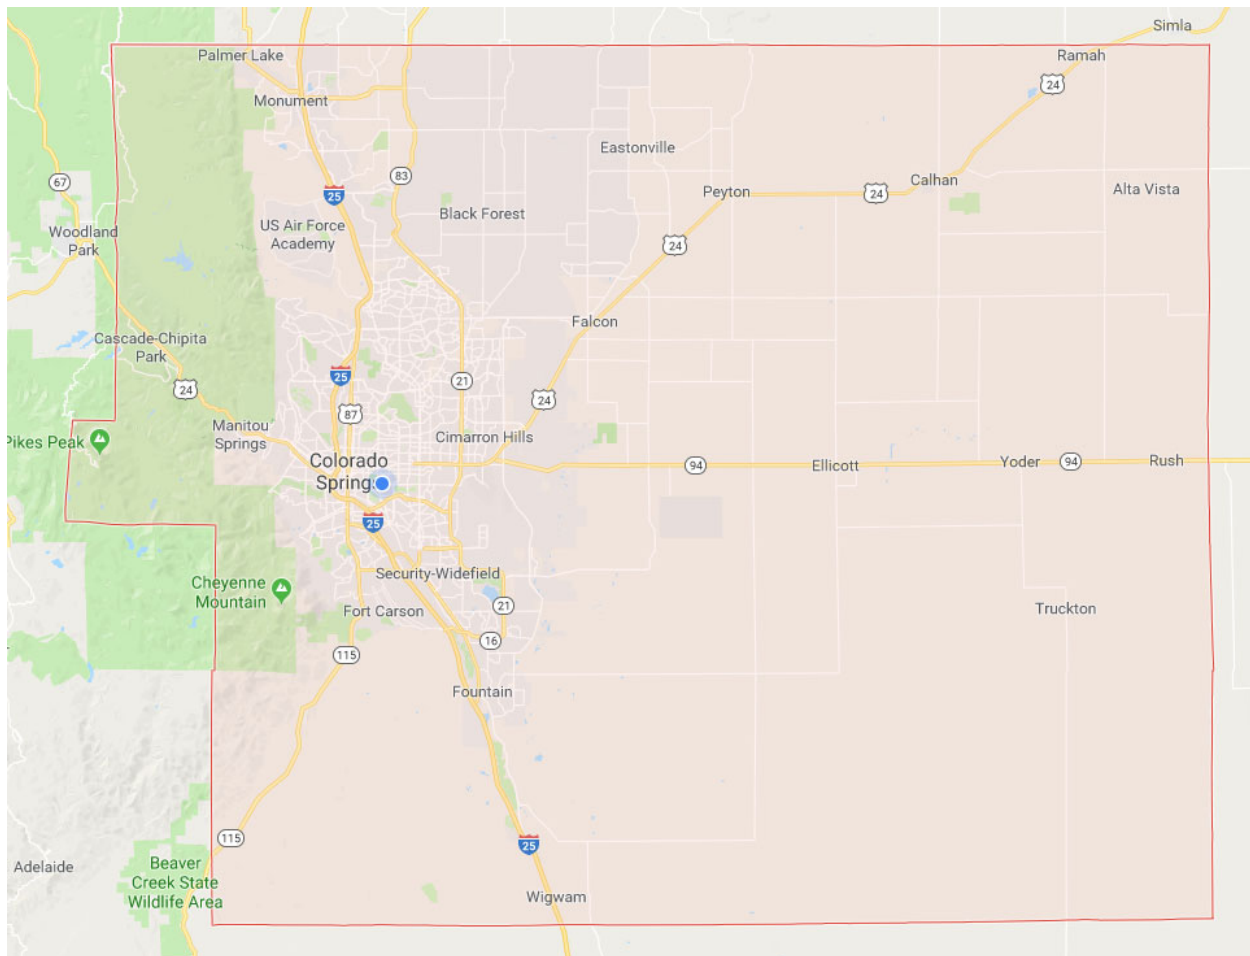 Simla
Palmer Lake
Ramah
24
Monument
Eastonville
83
67
25
Peyton
24
Calhan
Alta Vista
Black Forest
US Air Force
Academy
Woodland
Park
24
Falcon
Cascade-Chipita
Park
25
21
24
24
87
Manitou
Springs
Cimarron Hills
Pikes Peak
Colorado
Springs
94
Ellicott
Yoder
94
Rush
25
Security-Widefield
Cheyenne
Mountain
Fort Carson
21
Truckton
16
115
Fountain
115
25
Adelaide
Beaver
Creek State
Wildlife Area
Wigwam